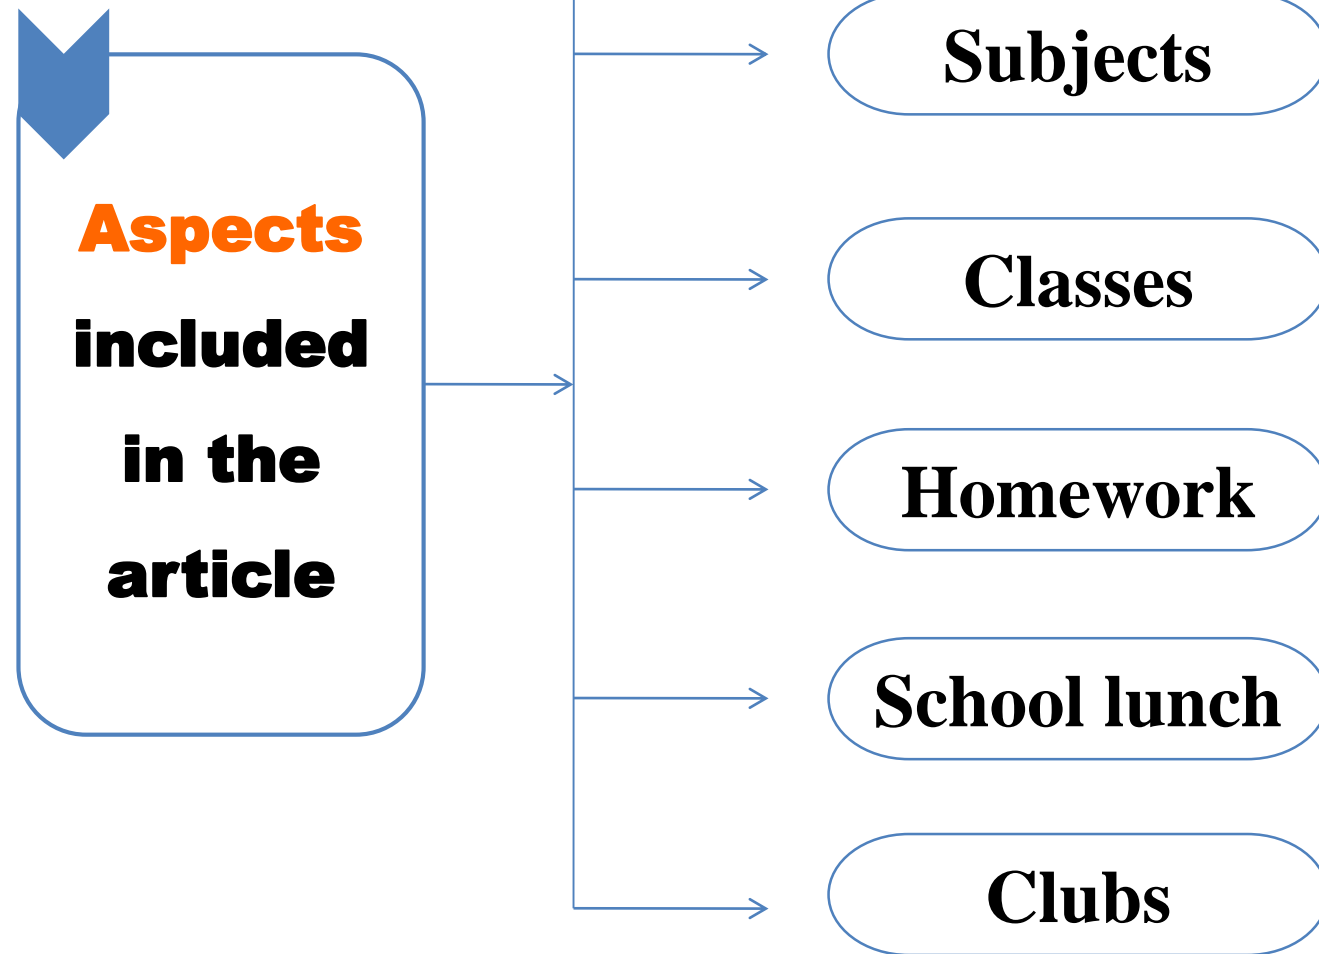 Aspects
included
in the
article
Subjects
Classes
Homework
School lunch
Clubs